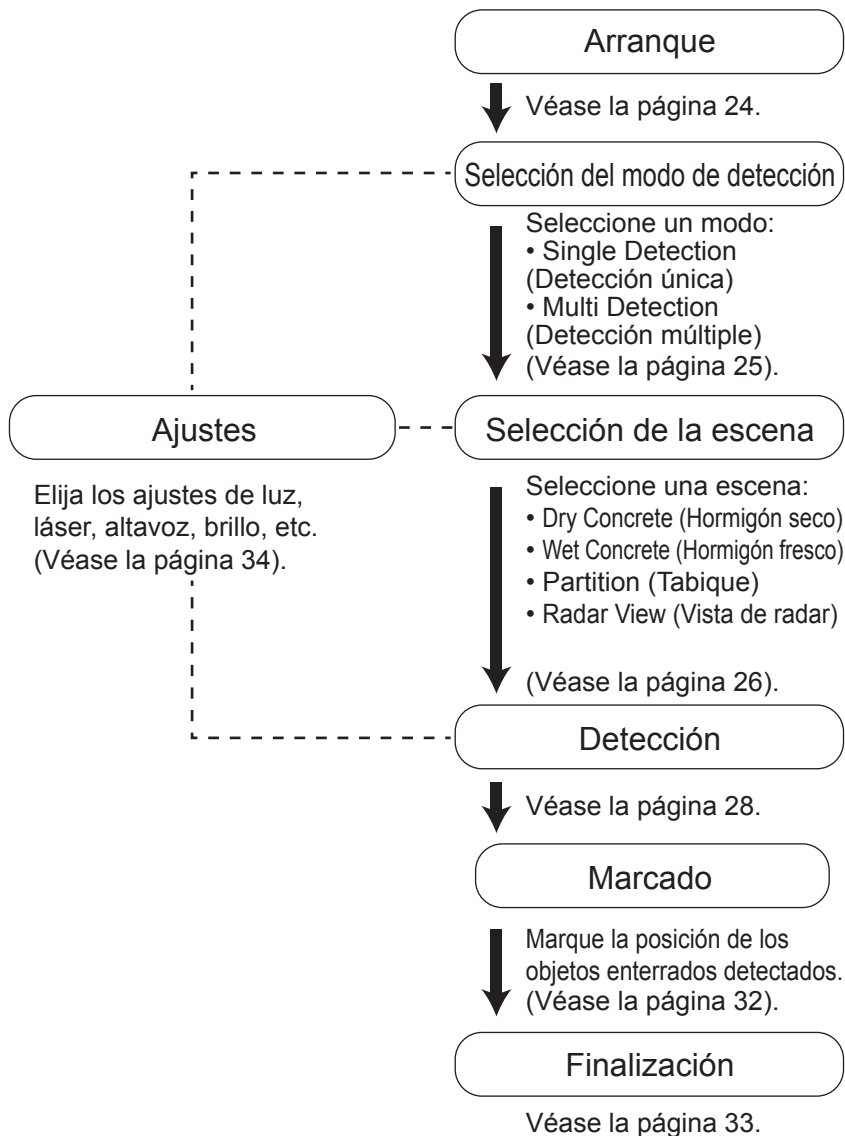 Arranque
Véase la página 24.
Selección del modo de detección
Seleccione un modo:
• Single Detection
(Detección única)
• Multi Detection
(Detección múltiple)
(Véase la página 25).
Ajustes
Elija los ajustes de luz,
láser, altavoz, brillo, etc.
(Véase la página 34).
Selección de la escena
Seleccione una escena:
• Dry Concrete (Hormigón seco)
• Wet Concrete (Hormigón fresco)
• Partition (Tabique)
• Radar View (Vista de radar)
(Véase la página 26).
Detección
Véase la página 28.
Marcado
Marque la posición de los
objetos enterrados detectados.
(Véase la página 32).
Finalización
Véase la página 33.